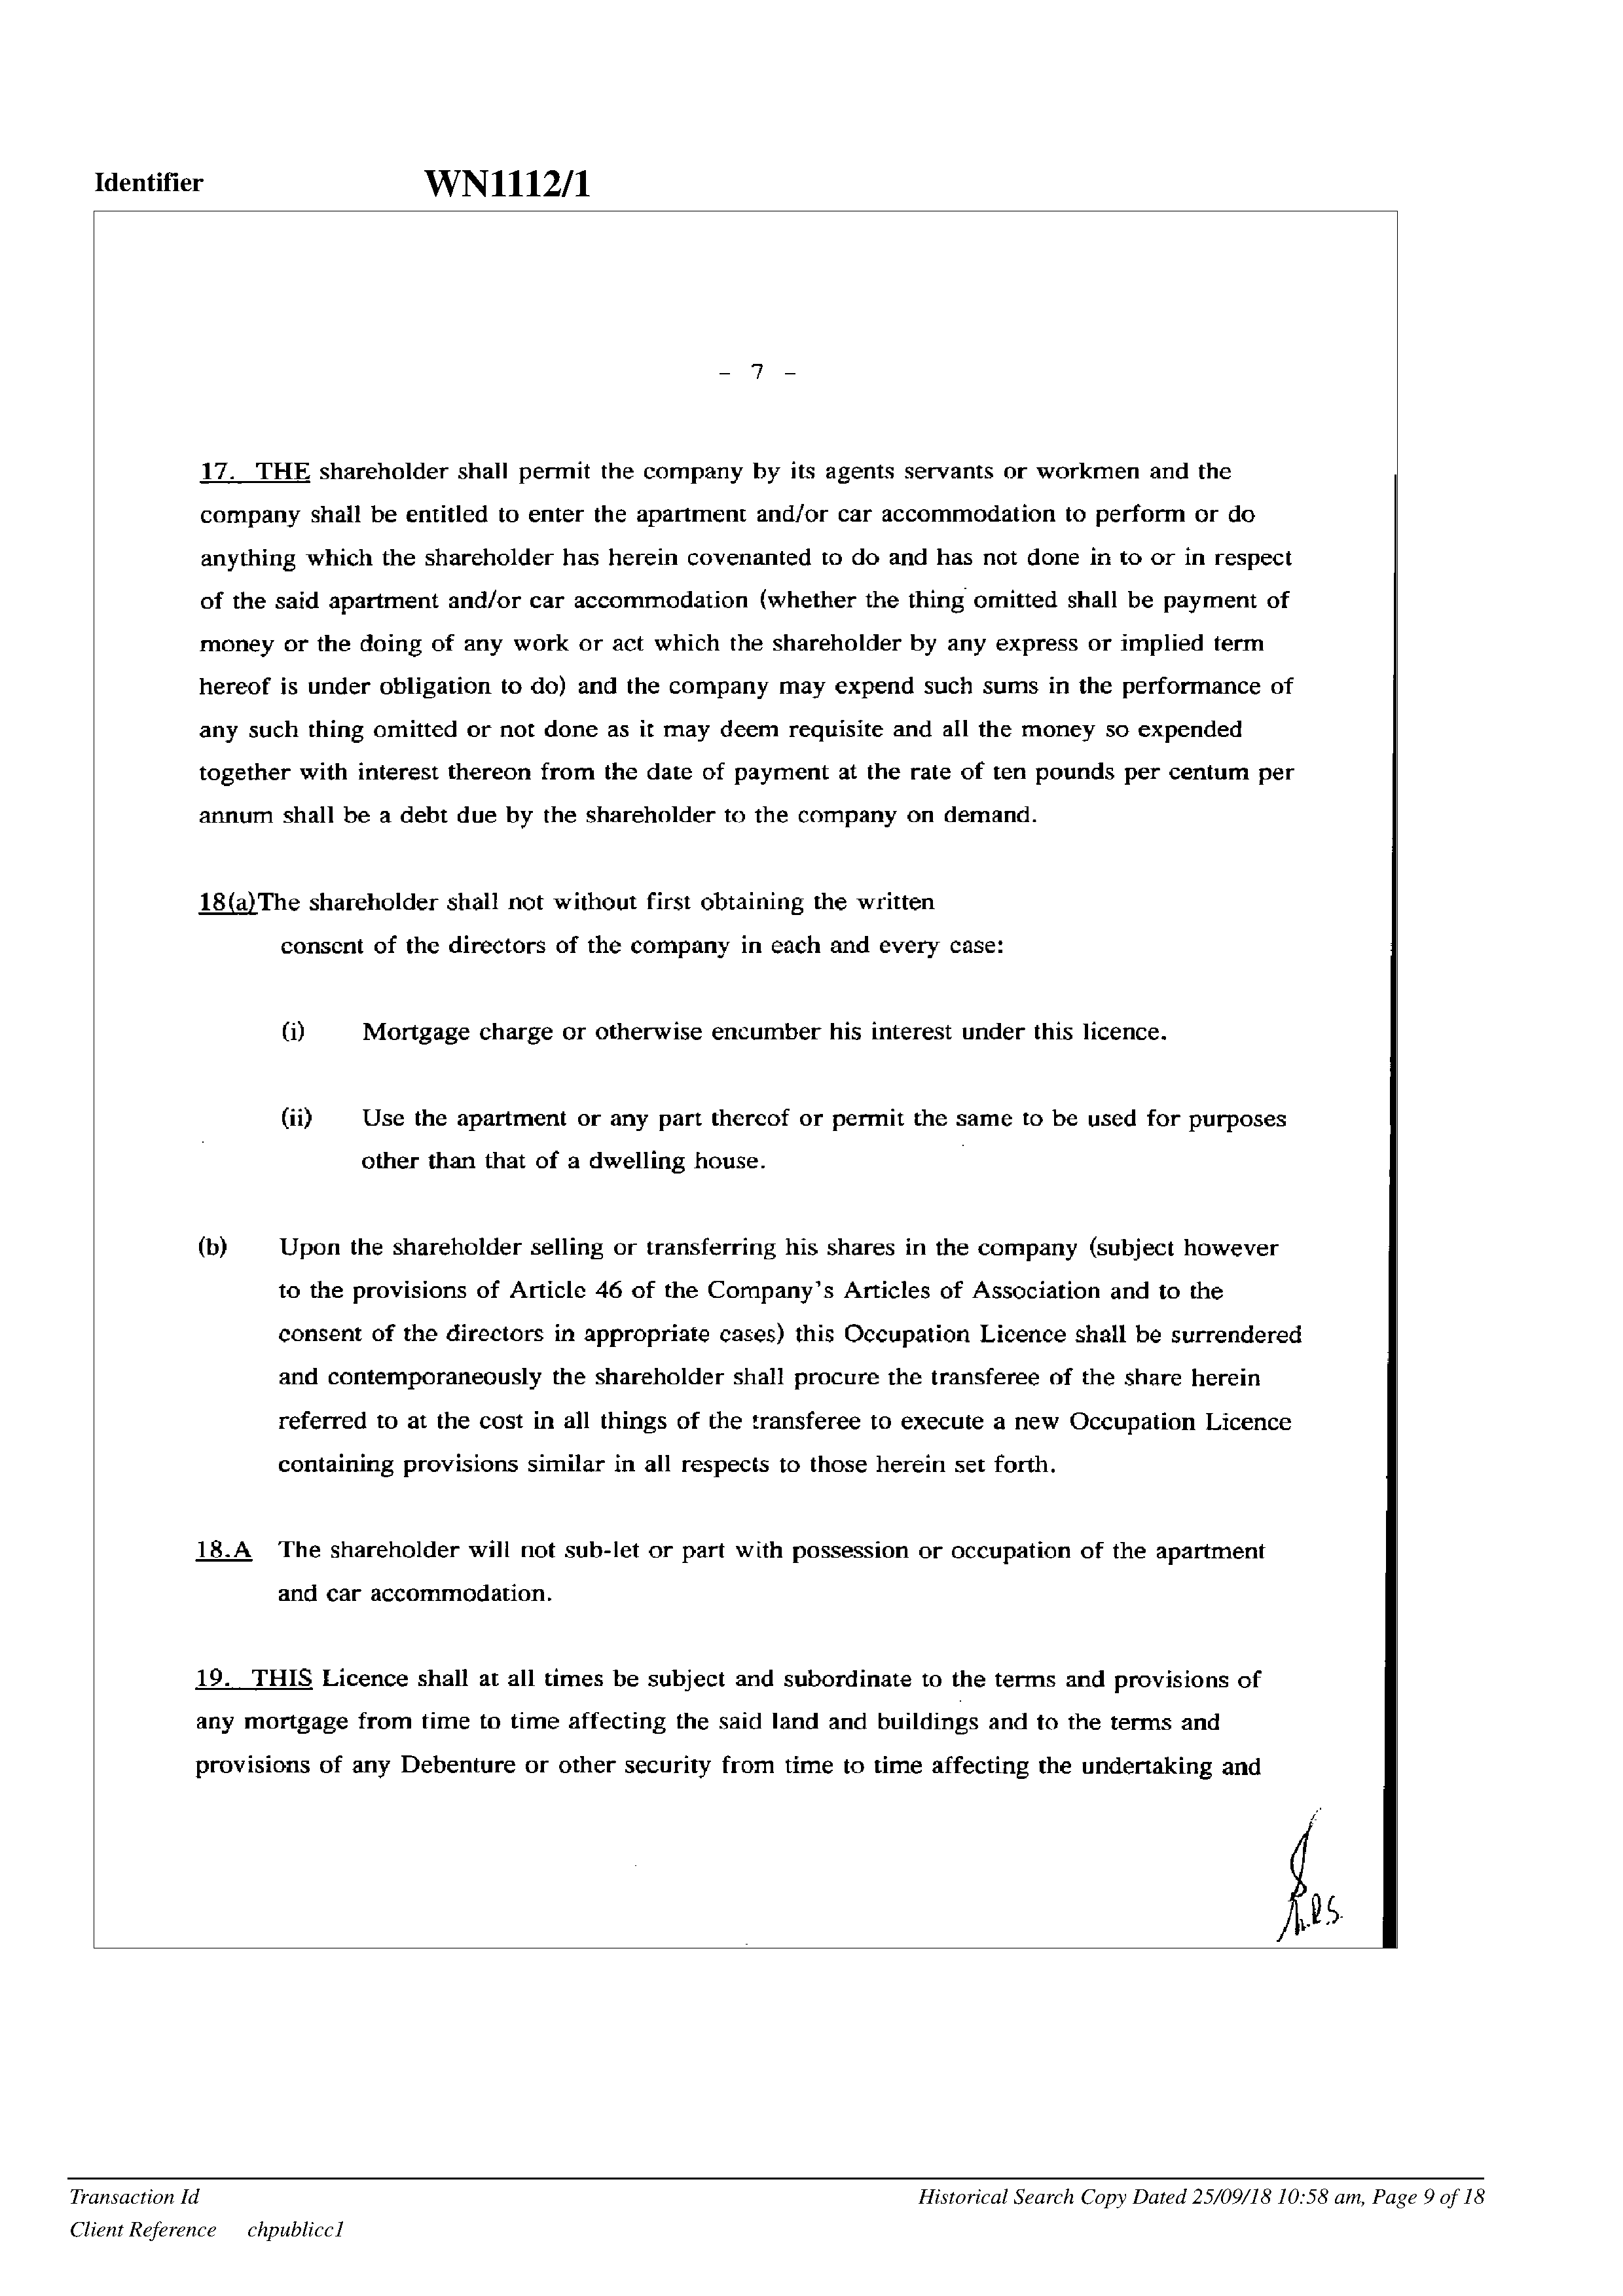 Identifier WN1112/1
- 7 -
17. THE shareholder shall permit the company by its agents servants or workmen and the
company shall be entitled to enter the apartment and/or car accommodation to perform or do
anything which the shareholder has herein covenanted to do and has not done in to or in respect
of the said apartment and/or car accommodation (whether the thing omitted shall be payment of
money or the doing of any work or act which the shareholder by any express or implied term
hereof is under obligation to do) and the company may expend such sums in the performance of
any such thing omitted or not done as it may deem requisite and all the money so expended
together with interest thereon from the date of payment at the rate of ten pounds per centum per
annum shall be a debt due by the shareholder to the company on demand.
18(a)The shareholder shall not without first obtaining the written
consent of the directors of the company in each and every case:
(i) Mortgage charge or otherwise encumber his interest under this licence.
(ii) Use the apartment or any part thereof or permit the same to be used for purposes
other than that of a dwelling house.
(b) Upon the shareholder selling or transferring his shares in the company (subject however
to the provisions of Article 46 of the Company's Articles of Association and to the
consent of the directors in appropriate cases) this Occupation Licence shall be surrendered
and contemporaneously the shareholder shall procure the transferee of the share herein
referred to at the cost in all things of the transferee to execute a new Occupation Licence
containing provisions similar in all respects to those herein set forth.
18.A The shareholder will not sub-let or part with possession or occupation of the apartment
and car accommodation.
19. THIS Licence shall at all times be subject and subordinate to the terms and provisions of
any mortgage from time to time affecting the said land and buildings and to the terms and
provisions of any Debenture or other security from time to time affecting the undertaking and
Transaction Id
Historical Search Copy Dated 25/09/18 10:58 am, Page 9 of 18
Client Reference chpubliccl